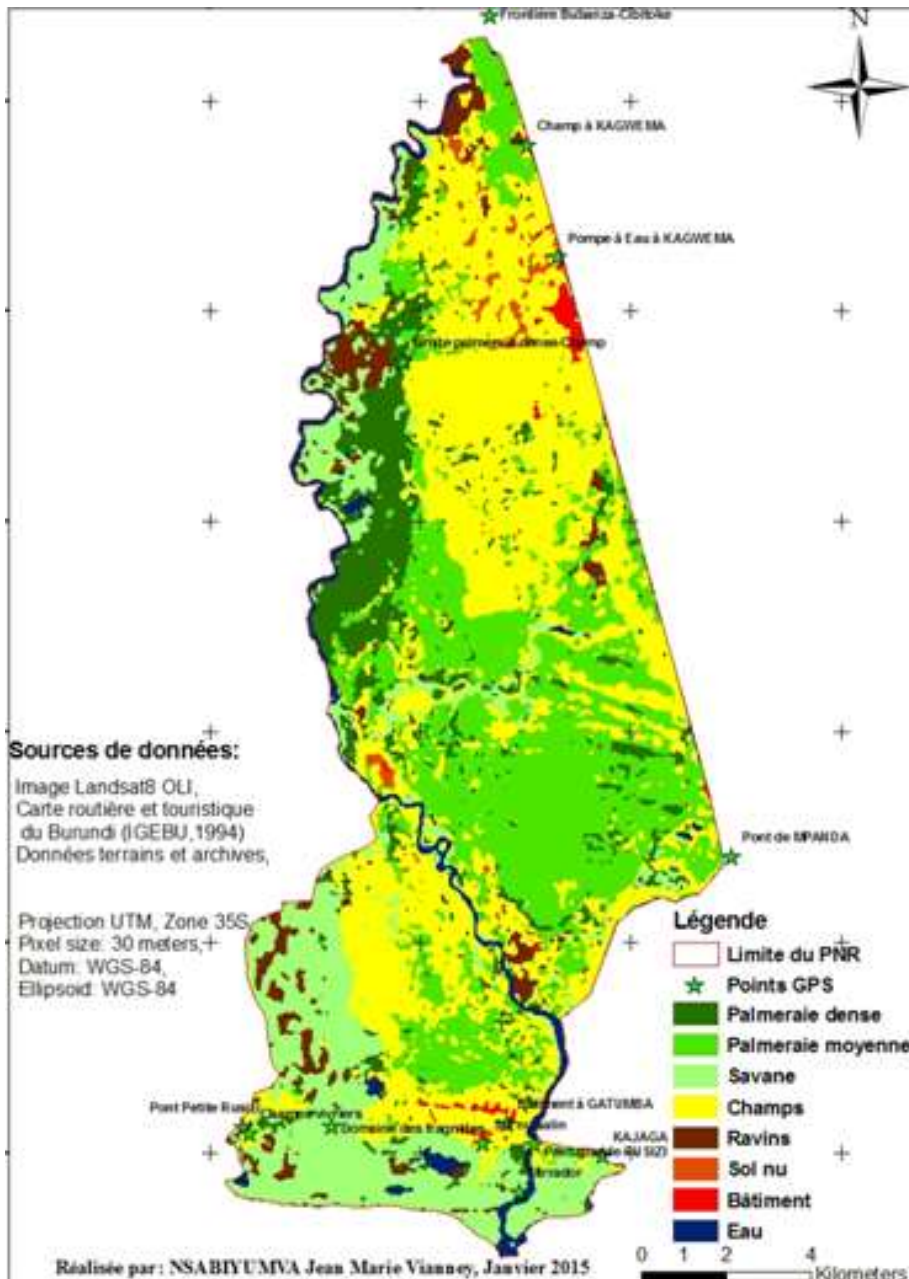 Frontière Bubanza-Cibitoke
N
Champ à KAGWEMA
Pompe à Eau à KAGWEMA
Sources de données:
Image Landsat8 OLI,
Carte routière et touristique
du Burundi (IGEBU,1994)
Données terrains et archives,
Pont de MPANDA
Projection UTM, Zone 35S,
Pixel size: 30 meters,
Datum: WGS-84,
Ellipsoid: WGS-84
Légende
Limite du PNR
Points GPS
Palmeraie dense
Palmeraie moyenne
Savane
Champs
Ravins
Sol nu
Bâtiment
Eau
Pont Petite
à GATUMBA
Domaine des
KAJAGA
RUSIZI
0 1 2 4
Kilometers
Réalisée par: NSABIYUMVA Jean Marie Vianney, Janvier 2015